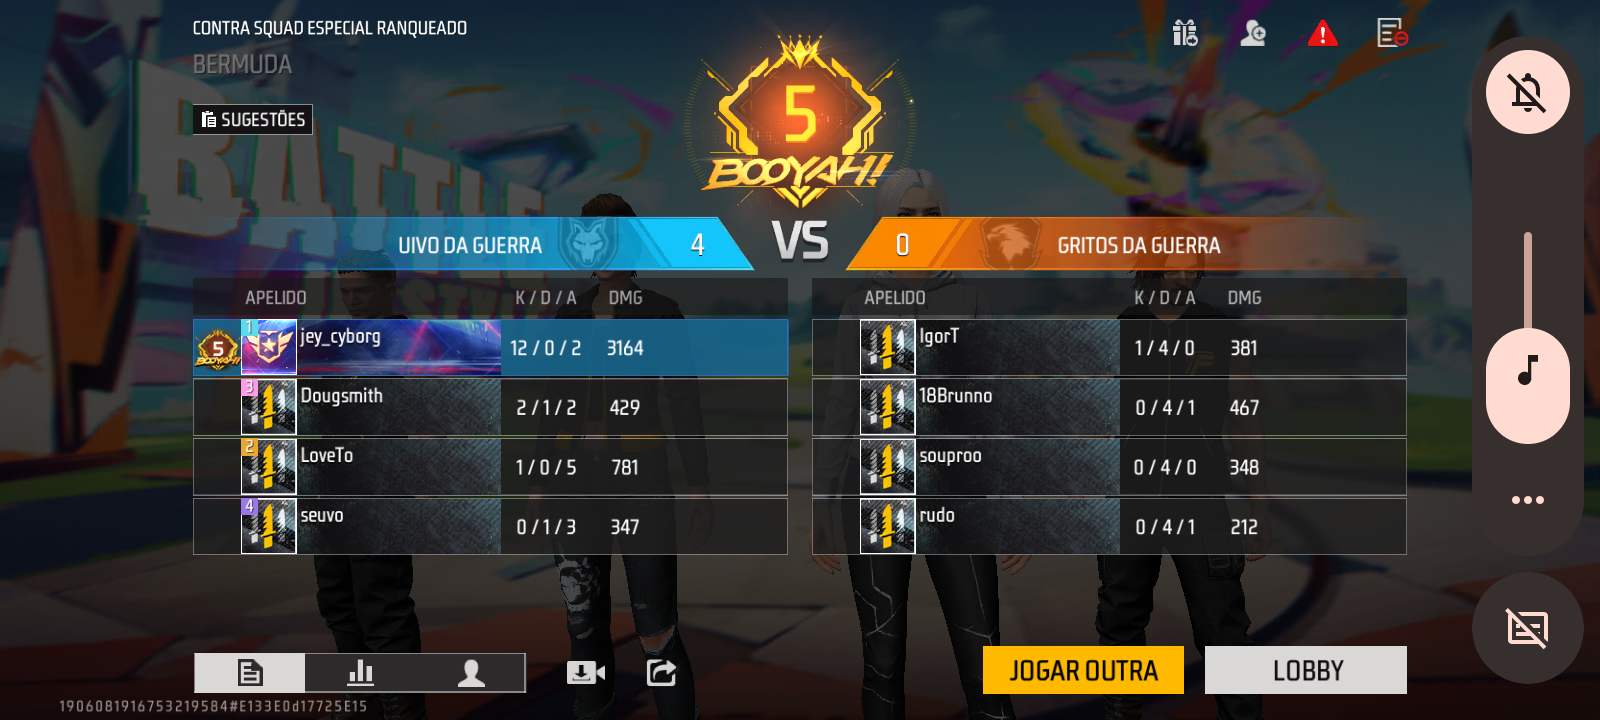 CONTRA SQUAD ESPECIAL RANQUEADO
BERMUDA
SUGESTÕES
5
BOOYAH!
UIVO DA GUERRA 4 VS 0 GRITOS DA GUERRA
APELIDO K / D / A DMG
5 BOOYAH! 1 jey_cyborg 12 / 0 / 2 3164
3 Dougsmith 2 / 1 / 2 429
2 LoveTo 1 / 0 / 5 781
4 seuvo 0 / 1 / 3 347
APELIDO K / D / A DMG
IgorT 1 / 4 / 0 381
18Brunno 0 / 4 / 1 467
souproo 0 / 4 / 0 348
rudo 0 / 4 / 1 212
JOGAR OUTRA
LOBBY
1906081916753219584#E133E0d17725E15